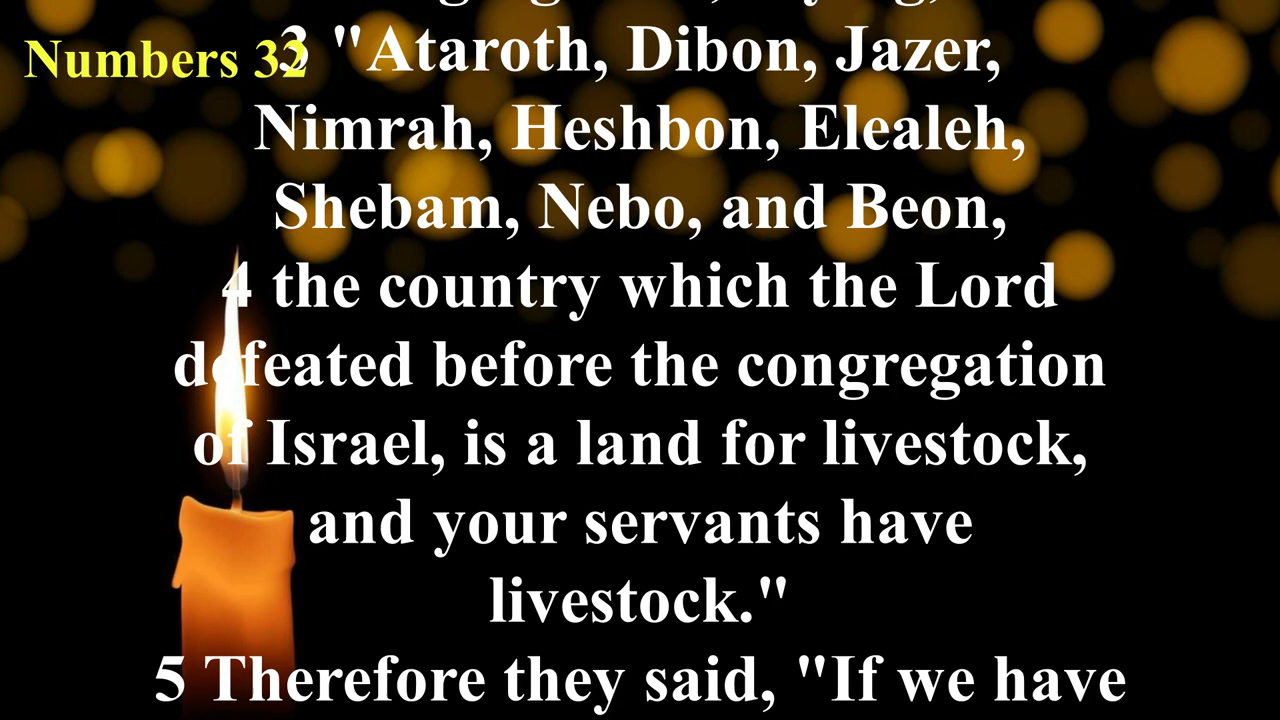 Numbers 32
3 "Ataroth, Dibon, Jazer,
Nimrah, Heshbon, Elealeh,
Shebam, Nebo, and Beon,
4 the country which the Lord
defeated before the congregation
of Israel, is a land for livestock,
and your servants have
livestock."
5 Therefore they said, "If we have